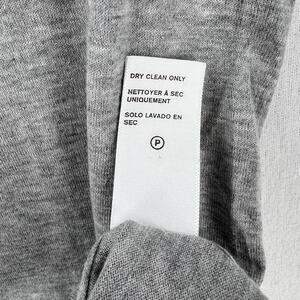 DRY CLEAN ONLY
NETTOYER À SEC
UNIQUEMENT
SOLO LAVADO EN
SEC
P